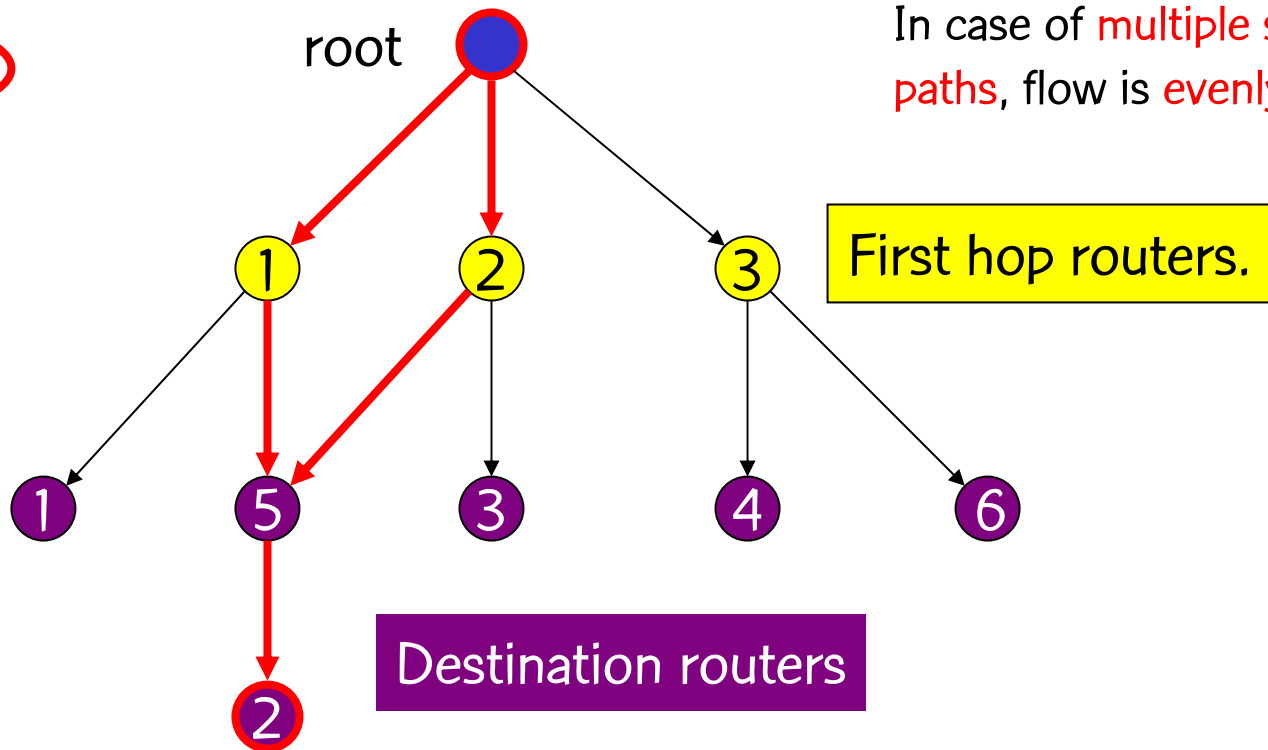 root
In case of multiple
paths, flow is evenly
1 2 3
First hop routers.
1 5 3 4 6
Destination routers
2